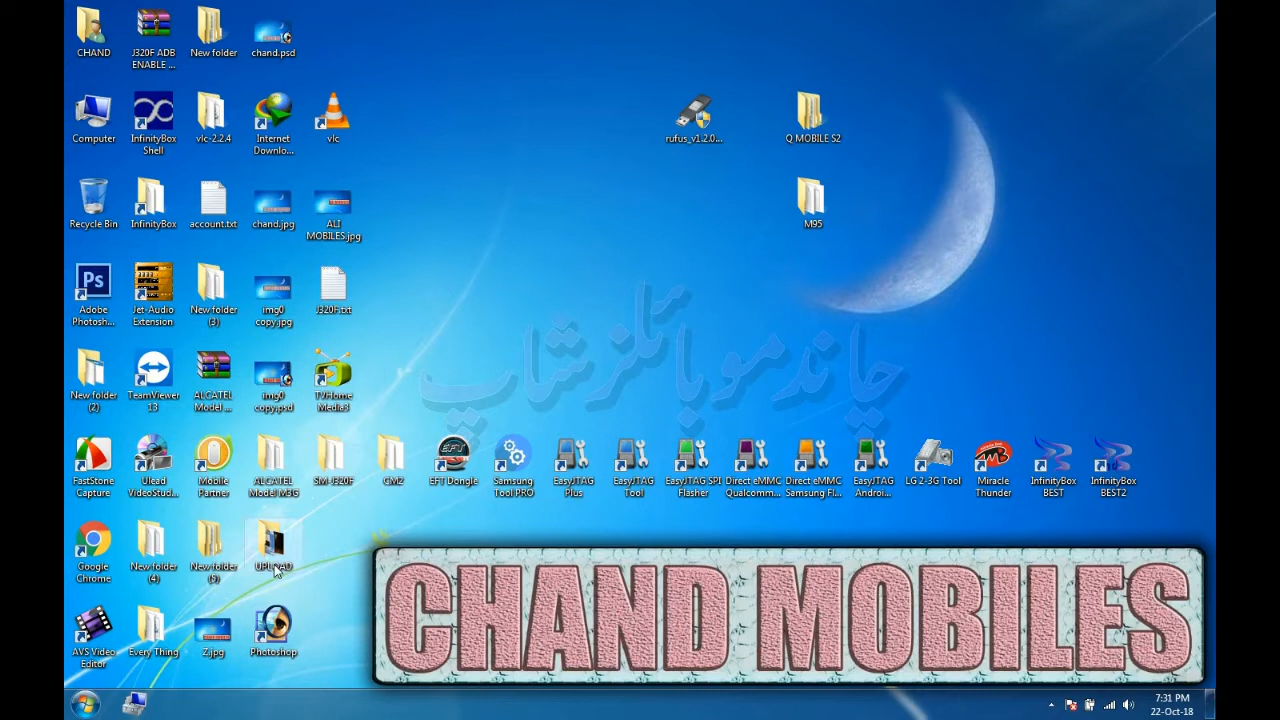 CHAND
J320F ADB
ENABLE ...
New folder
chand.psd
Computer
InfinityBox
Shell
vlc-2.2.4
Internet
Downlo...
vlc
rufus_v1.2.0...
Q MOBILE S2
Recycle Bin
InfinityBox
account.txt
chand.jpg
ALI
MOBILES.jpg
M95
Ps
Adobe
Photosh...
Jet-Audio
Extension
New folder
(3)
img0
copy.jpg
J320F.txt
چاند موبائلز شاپ
New folder
(2)
TeamViewer
13
ALCATEL
Model ...
img0
copy.psd
TVHome
Media3
FastStone
Capture
Ulead
VideoStud...
Mobile
Partner
ALCATEL
Model M3G
SM-J320F
CM2
EFT
EFT Dongle
Samsung
Tool PRO
EasyJTAG
Plus
EasyJTAG
Tool
EasyJTAG SPI
Flasher
Direct eMMC
Qualcomm...
Direct eMMC
Samsung Fl...
EasyJTAG
Androi...
LG 2-3G Tool
Miracle
Thunder
InfinityBox
BEST
InfinityBox
BEST2
Google
Chrome
New folder
(4)
New folder
(5)
UPLOAD
AVS Video
Editor
Every Thing
Z.jpg
Photoshop
CHAND MOBILES
7:31 PM
22-Oct-18